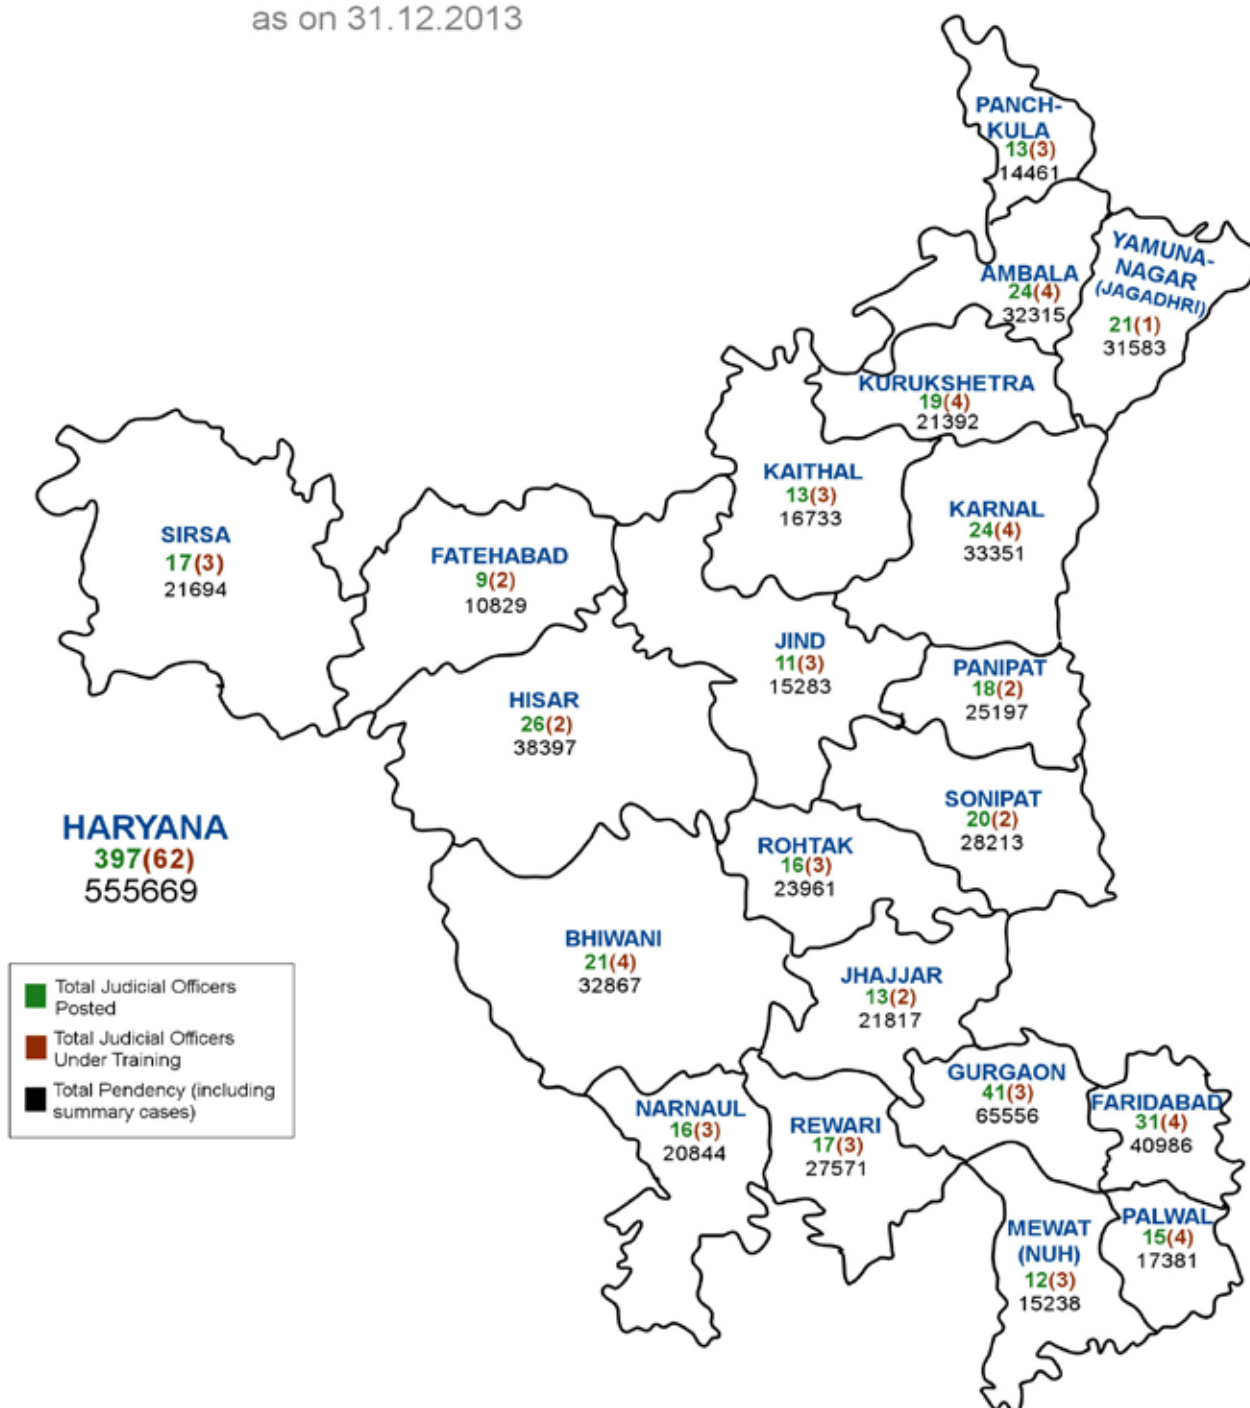 as on 31.12.2013
PANCH-
KULA
13(3)
14461
AMBALA
24(4)
32315
YAMUNA-
NAGAR
(JAGADHRI)
21(1)
31583
KURUKSHETRA
19(4)
21392
KAITHAL
13(3)
16733
KARNAL
24(4)
33351
SIRSA
17(3)
21694
FATEHABAD
9(2)
10829
JIND
11(3)
15283
PANIPAT
18(2)
25197
HISAR
26(2)
38397
SONIPAT
20(2)
28213
HARYANA
397(62)
555669
ROHTAK
16(3)
23961
BHIWANI
21(4)
32867
JHAJJAR
13(2)
21817
Total Judicial Officers
Posted
Total Judicial Officers
Under Training
Total Pendency (including
summary cases)
GURGAON
41(3)
65556
FARIDABAD
31(4)
40986
NARNAUL
16(3)
20844
REWARI
17(3)
27571
MEWAT
(NUH)
12(3)
15238
PALWAL
15(4)
17381